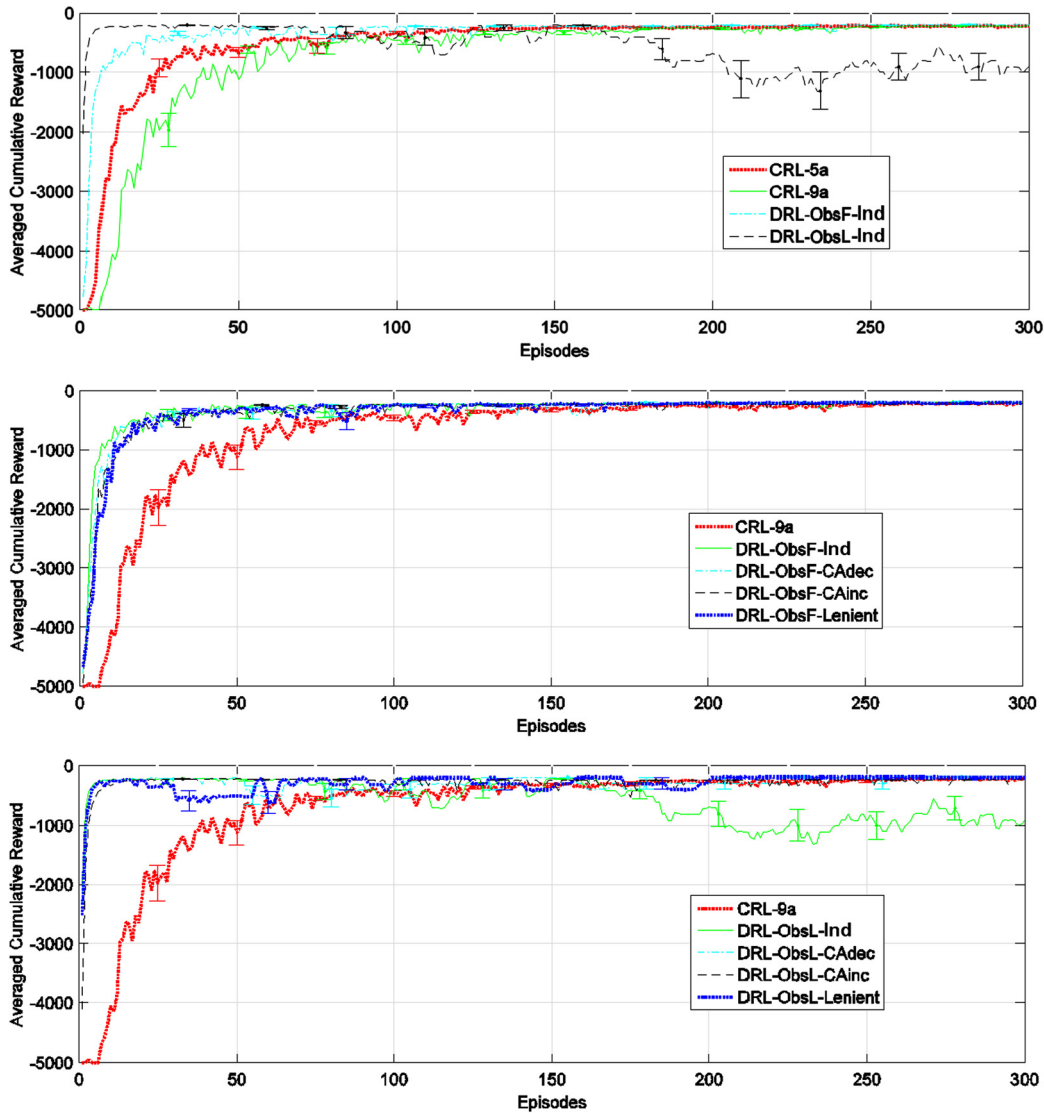 0
-1000
-2000
-3000
-4000
-5000
Averaged Cumulative Reward
CRL-5a
CRL-9a
DRL-ObsF-Ind
DRL-ObsL-Ind
0 50 100 150 200 250 300
Episodes
0
-1000
-2000
-3000
-4000
-5000
Averaged Cumulative Reward
CRL-9a
DRL-ObsF-Ind
DRL-ObsF-CAdec
DRL-ObsF-CAinc
DRL-ObsF-Lenient
0 50 100 150 200 250 300
Episodes
0
-1000
-2000
-3000
-4000
-5000
Averaged Cumulative Reward
CRL-9a
DRL-ObsL-Ind
DRL-ObsL-CAdec
DRL-ObsL-CAinc
DRL-ObsL-Lenient
0 50 100 150 200 250 300
Episodes